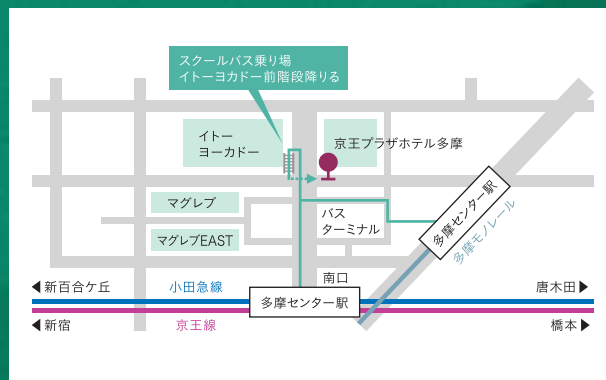 スクールバス乗り場
イトーヨカドー前階段降りる
イトー
ヨーカドー
京王プラザホテル多摩
マグレブ
マグレブEAST
バス
ターミナル
多摩センター駅
多摩モノレール
南口
新百合ケ丘
小田急線
多摩センター駅
唐木田
新宿
京王線
橋本